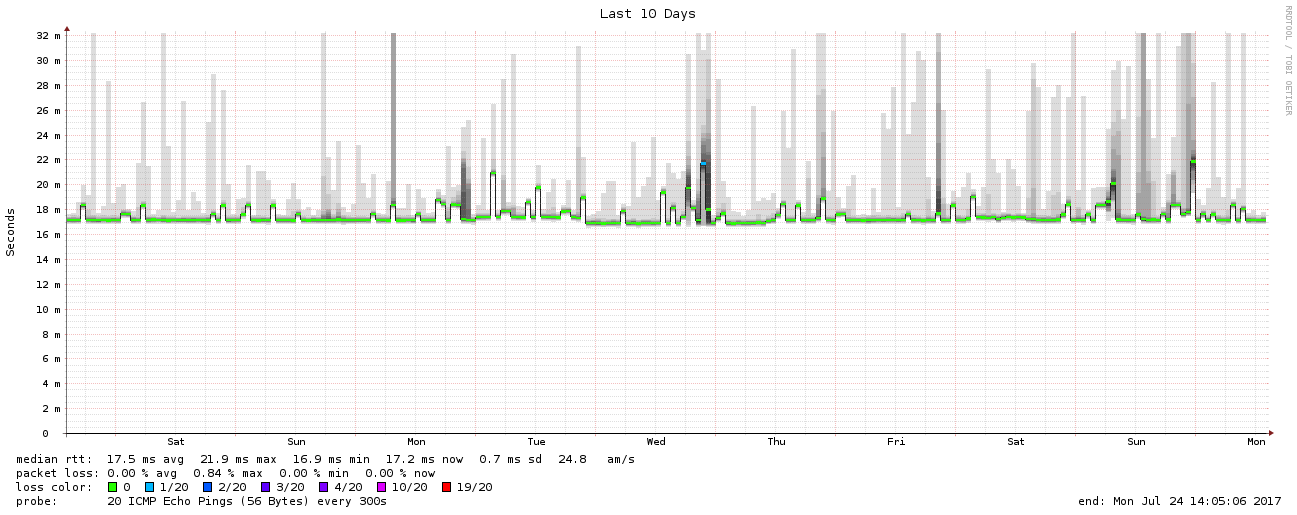 Last 10 Days
RRDTOOL / TOBI OETIKER
Seconds
32 m
30 m
28 m
26 m
24 m
22 m
20 m
18 m
16 m
14 m
12 m
10 m
8 m
6 m
4 m
2 m
0
Sat Sun Mon Tue Wed Thu Fri Sat Sun Mon
median rtt: 17.5 ms avg 21.9 ms max 16.9 ms min 17.2 ms now 0.7 ms sd 24.8 am/s
packet loss: 0.00 % avg 0.84 % max 0.00 % min 0.00 % now
loss color: 0 1/20 2/20 3/20 4/20 10/20 19/20
probe: 20 ICMP Echo Pings (56 Bytes) every 300s end: Mon Jul 24 14:05:06 2017